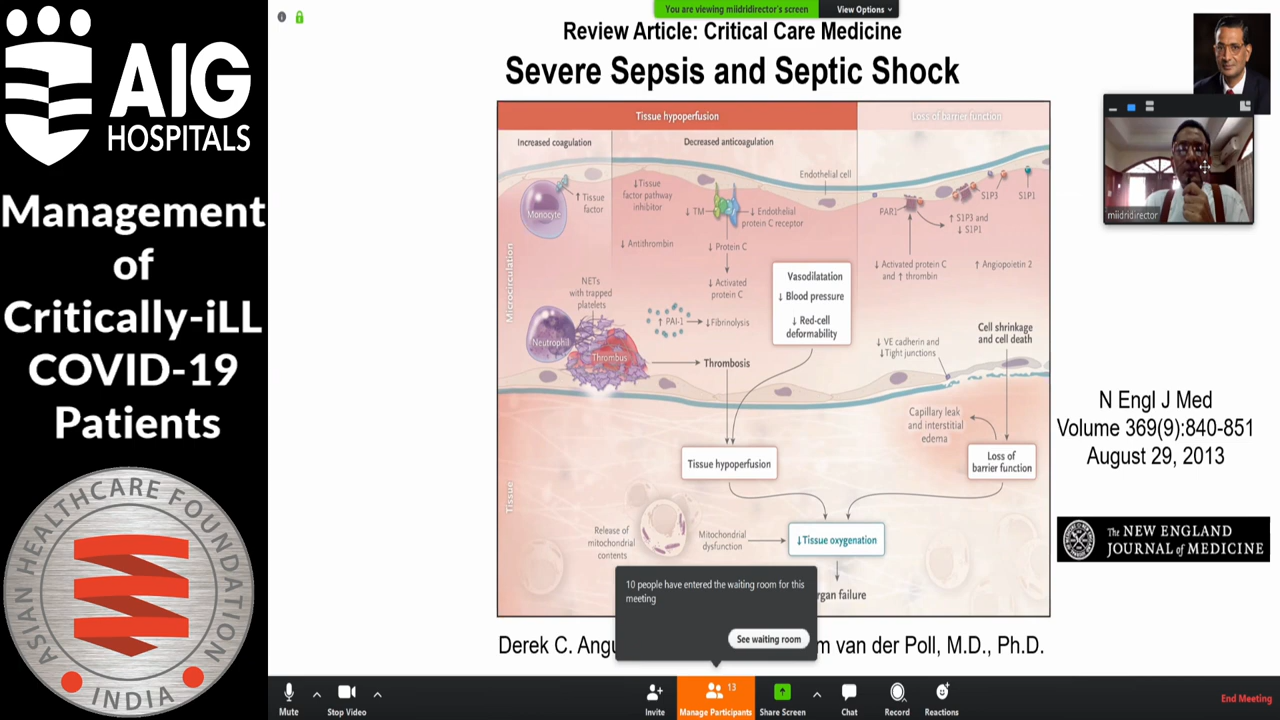 AIG
HOSPITALS
Management
of
Critically-iLL
COVID-19
Patients
ASIAN HEALTHCARE FOUNDATION
INDIA
You are viewing miidridirector's screen
View Options
Review Article: Critical Care Medicine
Severe Sepsis and Septic Shock
Tissue hypoperfusion
Loss of barrier function
Increased coagulation
Decreased anticoagulation
Monocyte
↑ Tissue
factor
↓Tissue
factor pathway
inhibitor
↓ Antithrombin
↓ TM
↓ Endothelial
protein C receptor
↓ Protein C
↓ Activated
protein C
Endothelial cell
PAR1
S1P3
S1P1
↑ S1P3 and
↓ S1P1
↓ Activated protein C
and ↑ thrombin
↑ Angiopoietin 2
Microcirculation
NETs
with trapped
platelets
Neutrophil
Thrombus
↑ PAI-1
↓Fibrinolysis
Thrombosis
Vasodilatation
↓ Blood pressure
↓ Red-cell
deformability
↓ VE cadherin and
↓Tight junctions
Cell shrinkage
and cell death
Capillary leak
and interstitial
edema
Tissue hypoperfusion
Loss of
barrier function
Tissue
Release of
mitochondrial
contents
Mitochondrial
dysfunction
↓Tissue oxygenation
failure
10 people have entered the waiting room for this
meeting
See waiting room
Derek C.
van der Poll, M.D., Ph.D.
miidridirector
N Engl J Med
Volume 369(9):840-851
August 29, 2013
The NEW ENGLAND
JOURNAL of MEDICINE
Mute
Stop Video
Invite
13
Manage Participants
Share Screen
Chat
Record
Reactions
End Meeting